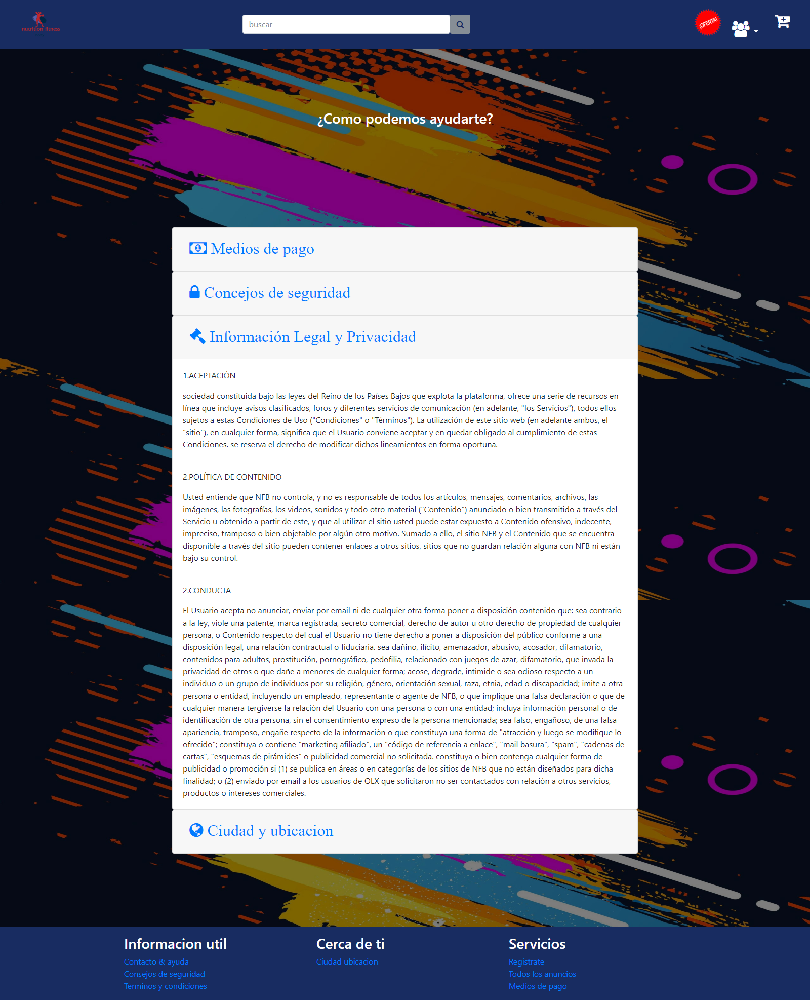 nutrition fitness
buscar
¡OFERTA!
¿Como podemos ayudarte?
Medios de pago
Concejos de seguridad
Información Legal y Privacidad
1.ACEPTACIÓN
sociedad constituida bajo las leyes del Reino de los Países Bajos que explota la plataforma, ofrece una serie de recursos en
línea que incluye avisos clasificados, foros y diferentes servicios de comunicación (en adelante, "los Servicios"), todos ellos
sujetos a estas Condiciones de Uso ("Condiciones" o "Términos"). La utilización de este sitio web (en adelante ambos, el
“sitio”), en cualquier forma, significa que el Usuario conviene aceptar y en quedar obligado al cumplimiento de estas
Condiciones. se reserva el derecho de modificar dichos lineamientos en forma oportuna.
2.POLÍTICA DE CONTENIDO
Usted entiende que NFB no controla, y no es responsable de todos los artículos, mensajes, comentarios, archivos, las
imágenes, las fotografías, los videos, sonidos y todo otro material ("Contenido") anunciado o bien transmitido a través del
Servicio u obtenido a partir de este, y que al utilizar el sitio usted puede estar expuesto a Contenido ofensivo, indecente,
impreciso, tramposo o bien objetable por algún otro motivo. Sumado a ello, el sitio NFB y el Contenido que se encuentra
disponible a través del sitio pueden contener enlaces a otros sitios, sitios que no guardan relación alguna con NFB ni están
bajo su control.
2.CONDUCTA
El Usuario acepta no anunciar, enviar por email ni de cualquier otra forma poner a disposición contenido que: sea contrario
a la ley, viole una patente, marca registrada, secreto comercial, derecho de autor u otro derecho de propiedad de cualquier
persona, o Contenido respecto del cual el Usuario no tiene derecho a poner a disposición del público conforme a una
disposición legal, una relación contractual o fiduciaria. sea dañino, ilícito, amenazador, abusivo, acosador, difamatorio,
contenidos para adultos, prostitución, pornográfico, pedofilia, relacionado con juegos de azar, difamatorio, que invada la
privacidad de otros o que dañe a menores de cualquier forma; acose, degrade, intimide o sea odioso respecto a un
individuo o un grupo de individuos por su religión, género, orientación sexual, raza, etnia, edad o discapacidad; imite a otra
persona o entidad, incluyendo un empleado, representante o agente de NFB, o que implique una falsa declaración o que de
cualquier manera tergiverse la relación del Usuario con una persona o con una entidad; incluya información personal o de
identificación de otra persona, sin el consentimiento expreso de la persona mencionada; sea falso, engañoso, de una falsa
apariencia, tramposo, engañe respecto de la información o que constituya una forma de "atracción y luego se modifique lo
ofrecido"; constituya o contiene "marketing afiliado", un "código de referencia a enlace", "mail basura", "spam", "cadenas de
cartas", "esquemas de pirámides" o publicidad comercial no solicitada. constituya o bien contenga cualquier forma de
publicidad o promoción si (1) se publica en áreas o en categorías de los sitios de NFB que no están diseñados para dicha
finalidad; o (2) enviado por email a los usuarios de OLX que solicitaron no ser contactados con relación a otros servicios,
productos o intereses comerciales.
Ciudad y ubicacion
Informacion util
Contacto & ayuda
Consejos de seguridad
Terminos y condiciones
Cerca de ti
Ciudad ubicacion
Servicios
Registrate
Todos los anuncios
Medios de pago